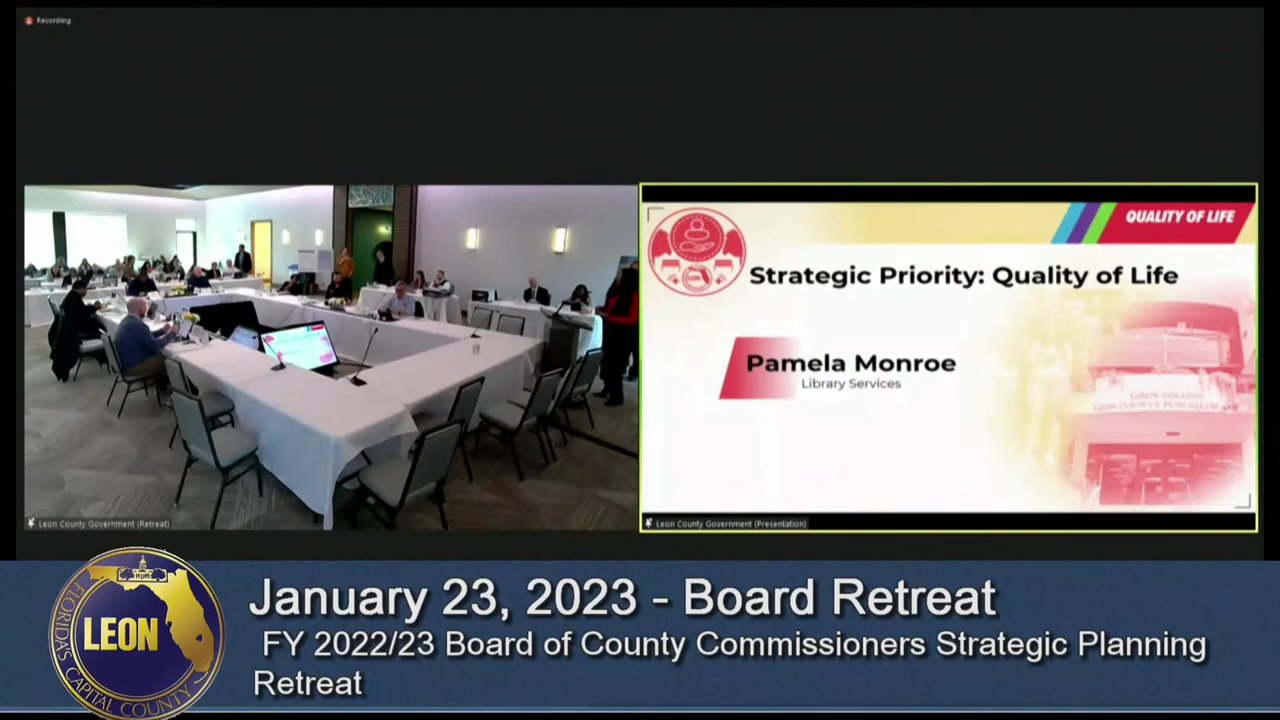 Recording
QUALITY OF LIFE
Strategic Priority: Quality of Life
Pamela Monroe
Library Services
Leon County Government (Retreat)
Leon County Government (Presentation)
January 23, 2023 - Board Retreat
FY 2022/23 Board of County Commissioners Strategic Planning
Retreat
LEON
FLORIDA'S CAPITAL COUNTY